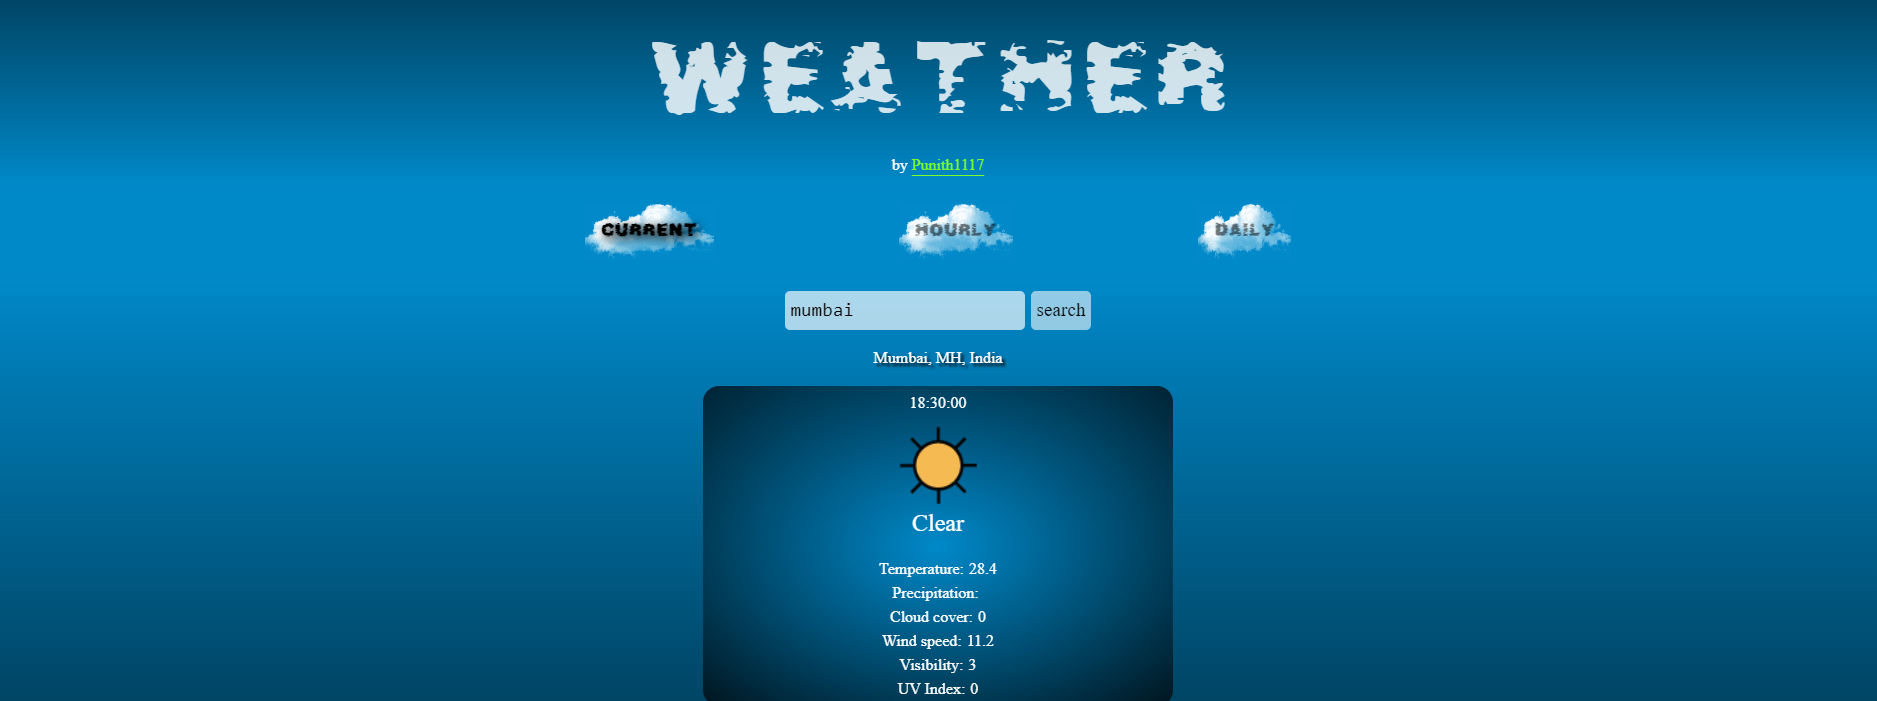 WEATHER
by Punith1117
CURRENT HOURLY DAILY
mumbai search
Mumbai, MH, India
18:30:00
Clear
Temperature: 28.4
Precipitation:
Cloud cover: 0
Wind speed: 11.2
Visibility: 3
UV Index: 0